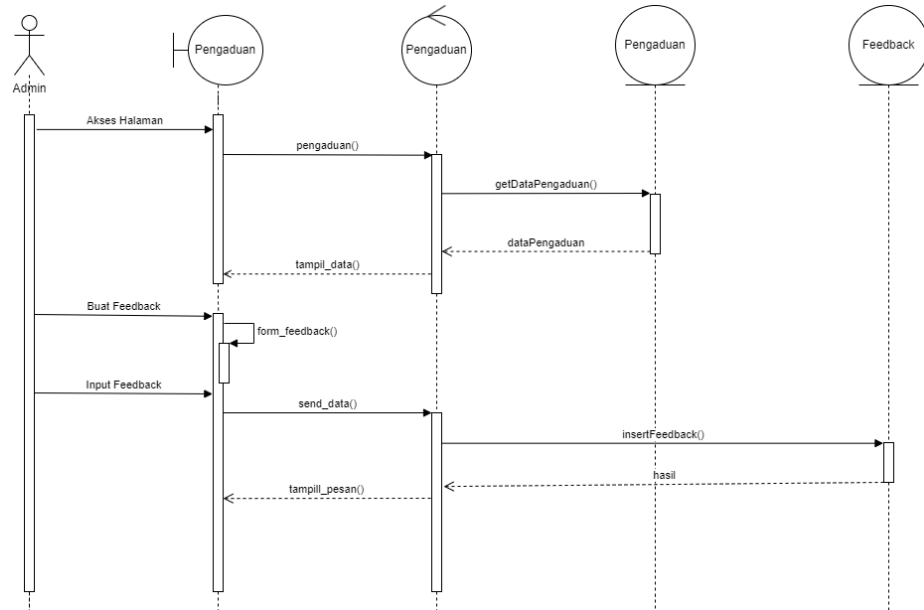 Pengaduan
Pengaduan
Pengaduan
Feedback
Admin
Akses Halaman
pengaduan()
getDataPengaduan()
dataPengaduan
tampil_data()
Buat Feedback
form_feedback()
Input Feedback
send_data()
insertFeedback()
hasil
tampill_pesan()